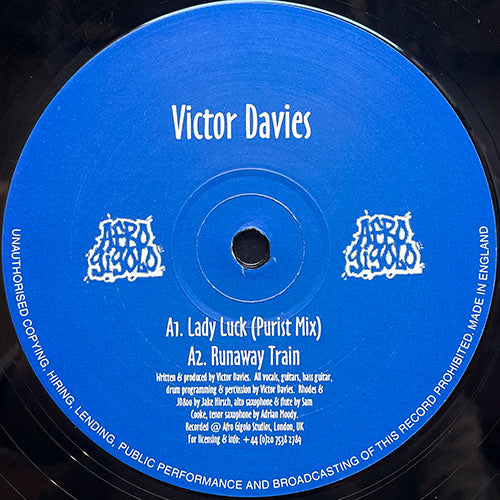 Victor Davies
AFRO
GIGOLO
AFRO
GIGOLO
A1. Lady Luck (Purist Mix)
A2. Runaway Train
Written & produced by Victor Davies. All vocals, guitars, bass guitar,
drum programming & percussion by Victor Davies. Rhodes &
JD800 by Jake Hirsch, alto saxophone & flute by Sam
Cooke, tenor saxophone by Adrian Moody.
Recorded @ Afro Gigolo Studios, London, UK
For licensing & info: + 44 (0)20 7538 2789
UNAUTHORISED COPYING, HIRING, LENDING, PUBLIC PERFORMANCE AND BROADCASTING OF THIS RECORD PROHIBITED. MADE IN ENGLAND